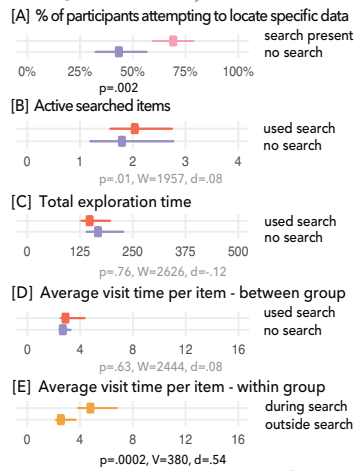 [A] % of participants attempting to locate specific data
search present
no search
0% 25% 50% 75% 100%
p=.002
[B] Active searched items
used search
no search
0 1 2 3 4
p=.01, W=1957, d=.08
[C] Total exploration time
used search
no search
0 125 250 375 500
p=.76, W=2626, d=-.12
[D] Average visit time per item - between group
used search
no search
0 4 8 12 16
p=.63, W=2444, d=.08
[E] Average visit time per item - within group
during search
outside search
0 4 8 12 16
p=.0002, V=380, d=.54